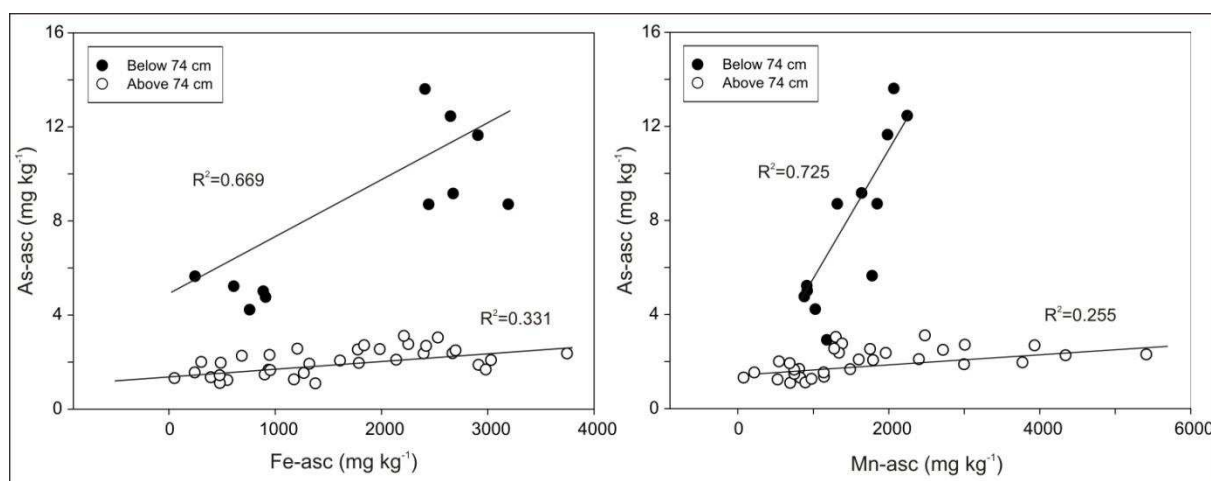 16
12
8
4
0
As-asc (mg kg⁻¹)
Below 74 cm
Above 74 cm
R²=0.669
R²=0.331
0 1000 2000 3000 4000
Fe-asc (mg kg⁻¹)
16
12
8
4
0
As-asc (mg kg⁻¹)
Below 74 cm
Above 74 cm
R²=0.725
R²=0.255
0 2000 4000 6000
Mn-asc (mg kg⁻¹)